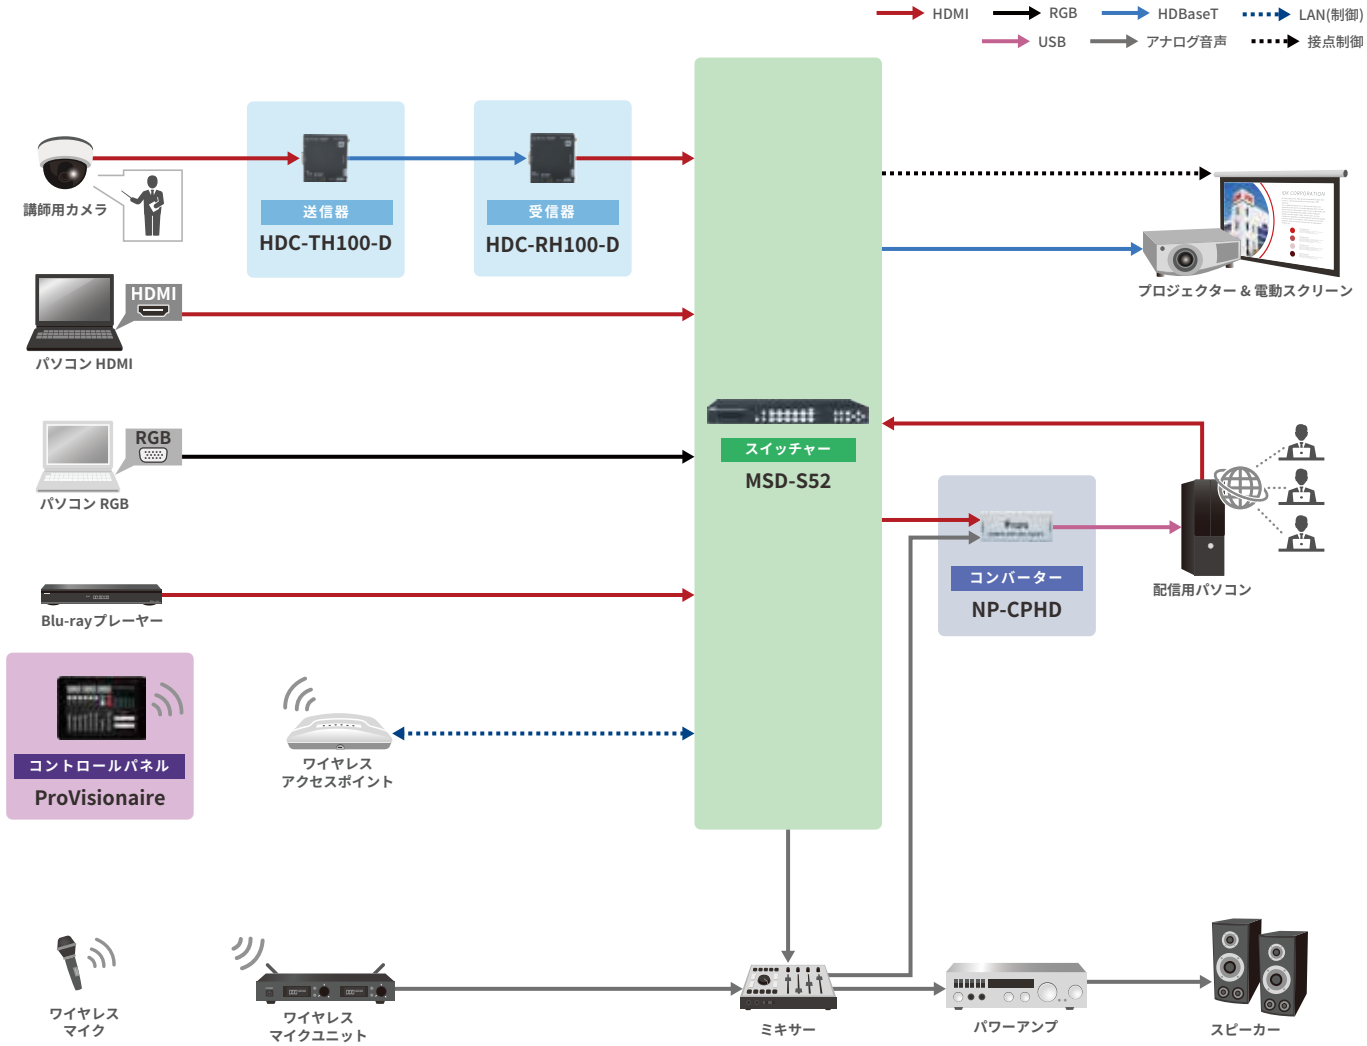 HDMI
RGB
HDBaseT
LAN(制御)
USB
アナログ音声
接点制御
講師用カメラ
送信器
HDC-TH100-D
受信器
HDC-RH100-D
プロジェクター & 電動スクリーン
HDMI
パソコン HDMI
RGB
パソコン RGB
スイッチャー
MSD-S52
コンバーター
NP-CPHD
配信用パソコン
Blu-rayプレーヤー
コントロールパネル
ProVisionaire
ワイヤレス
アクセスポイント
ワイヤレス
マイク
ワイヤレス
マイクユニット
ミキサー
パワーアンプ
スピーカー